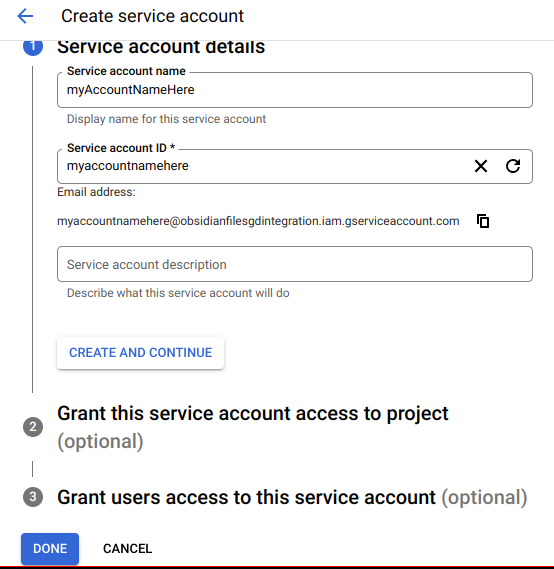 Create service account
1 Service account details
Service account name
myAccountNameHere
Display name for this service account
Service account ID *
myaccountnamehere
Email address:
myaccountnamehere@obsidianfilesgdintegration.iam.gserviceaccount.com
Service account description
Describe what this service account will do
CREATE AND CONTINUE
2 Grant this service account access to project
(optional)
3 Grant users access to this service account (optional)
DONE CANCEL